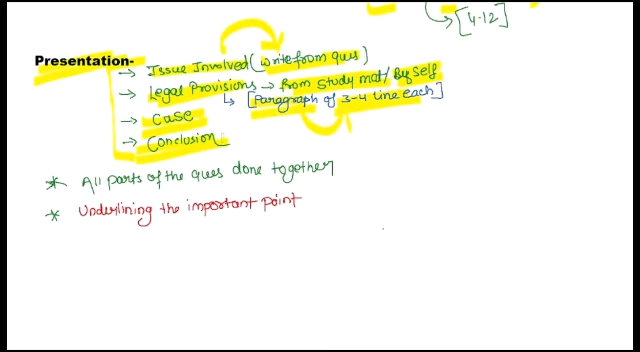 [4-12]
Presentation-
→ Issue Involved (write from ques)
→ Legal Provisions → from study mat/ By self
↳ [Paragraph of 3-4 line each]
→ Case
→ Conclusion
* All parts of the ques done together
* Underlining the important point